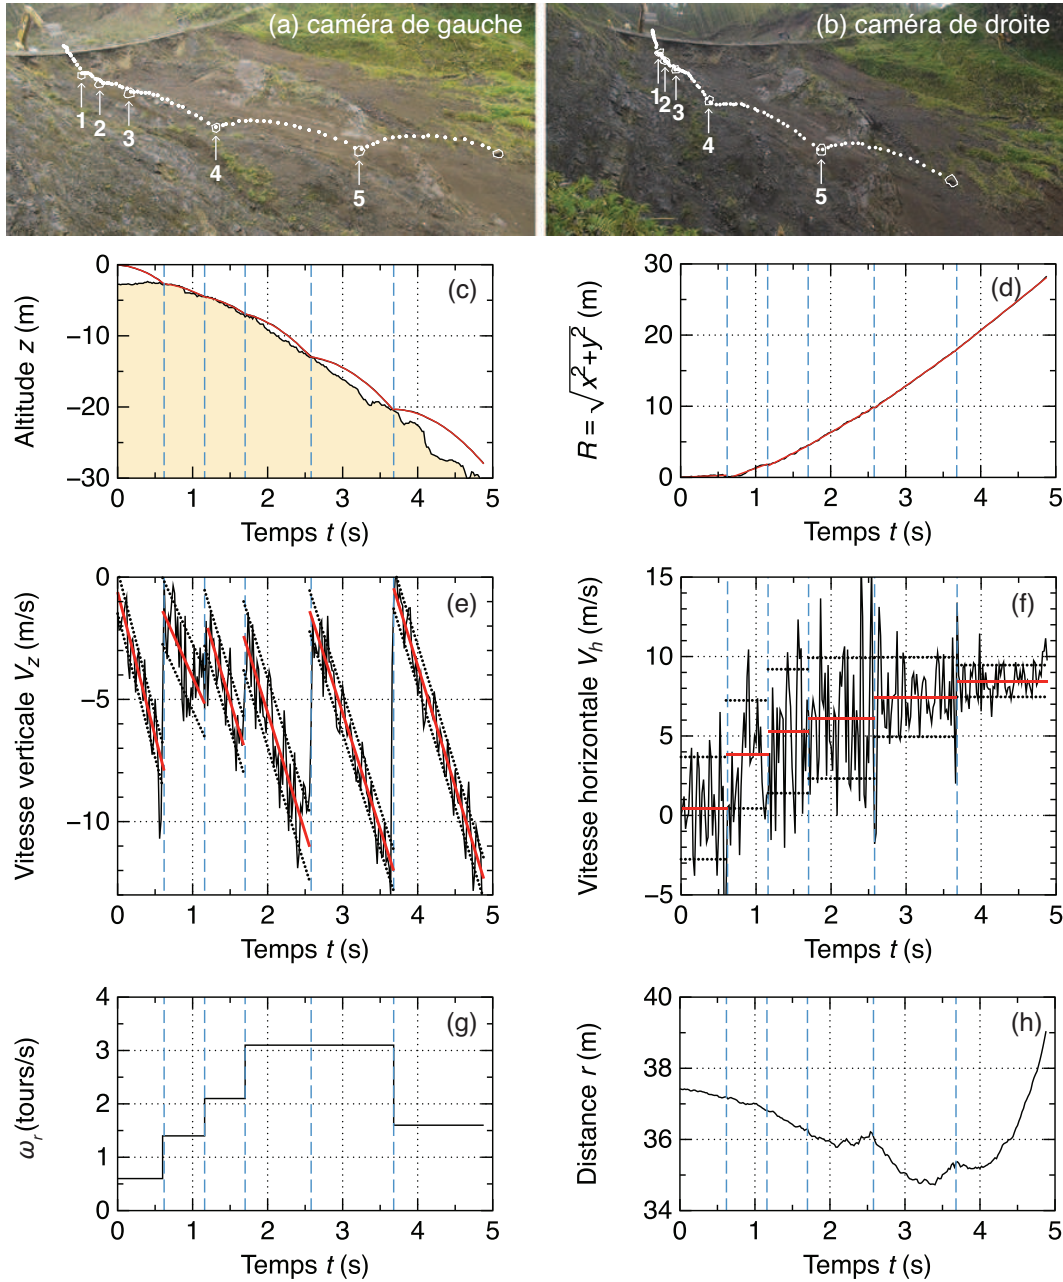 (a) caméra de gauche
1
2
3
4
5
(b) caméra de droite
1
2
3
4
5
(c)
Altitude z (m)
0
−10
−20
−30
0 1 2 3 4 5
Temps t (s)
(d)
R = √x²+y² (m)
30
20
10
0
0 1 2 3 4 5
Temps t (s)
(e)
Vitesse verticale Vz (m/s)
0
−5
−10
0 1 2 3 4 5
Temps t (s)
(f)
Vitesse horizontale Vh (m/s)
15
10
5
0
−5
0 1 2 3 4 5
Temps t (s)
(g)
ωr (tours/s)
4
3
2
1
0
0 1 2 3 4 5
Temps t (s)
(h)
Distance r (m)
40
38
36
34
0 1 2 3 4 5
Temps t (s)